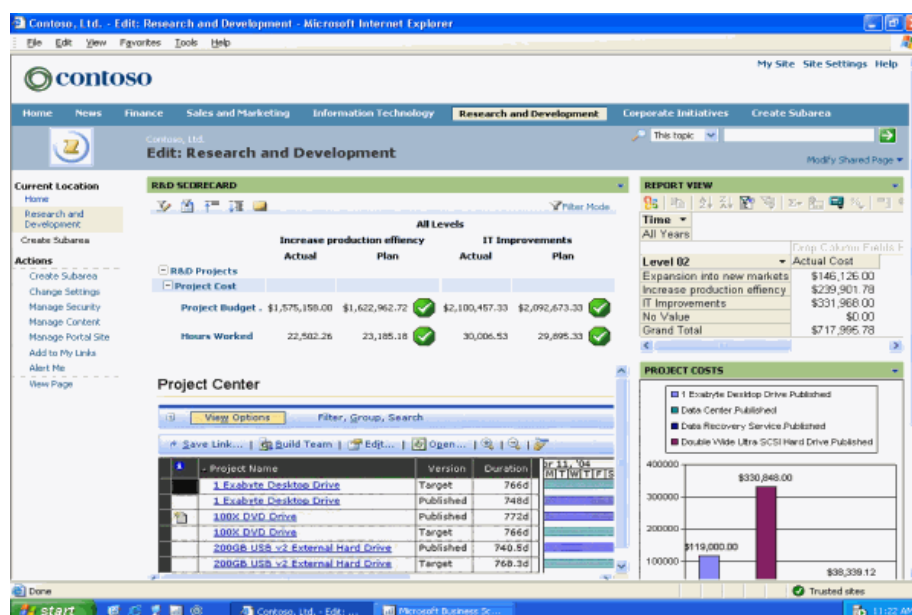 Contoso, Ltd. - Edit: Research and Development - Microsoft Internet Explorer
File Edit View Favorites Tools Help
contoso
My Site Site Settings Help
Home News Finance Sales and Marketing Information Technology Research and Development Corporate Initiatives Create Subarea
Contoso, Ltd.
Edit: Research and Development
This topic
Modify Shared Page
Current Location
Home
Research and
Development
Create Subarea
Actions
Create Subarea
Change Settings
Manage Security
Manage Content
Manage Portal Site
Add to My Links
Alert Me
View Page
R&D SCORECARD
Filter Mode
All Levels
Increase production effiency IT Improvements
Actual Plan Actual Plan
R&D Projects
Project Cost
Project Budget . $1,575,158.00 $1,622,962.72 $2,100,457.33 $2,092,673.33
Hours Worked 22,502.26 23,185.18 30,006.53 29,895.33
Project Center
View Options Filter, Group, Search
Save Link... Build Team Edit... Open...
Project Name Version Duration br 11, '04
M T W T F S
1 Exabyte Desktop Drive Target 766d
1 Exabyte Desktop Drive Published 748d
100X DVD Drive Published 772d
100X DVD Drive Target 766d
200GB USB v2 External Hard Drive Published 740.5d
200GB USB v2 External Hard Drive Target 768.3d
REPORT VIEW
Time
All Years
Drop Column Fields H
Level 02 Actual Cost
Expansion into new markets $146,126.00
Increase production effiency $239,901.78
IT Improvements $331,968.00
No Value $0.00
Grand Total $717,995.78
PROJECT COSTS
1 Exabyte Desktop Drive Published
Data Center Published
Data Recovery Service Published
Double Wide Ultra SCSI Hard Drive Published
400000
$330,848.00
300000
200000
$119,000.00
100000
$38,339.12
Done
Trusted sites
start
Contoso, Ltd. - Edit: ...
Microsoft Business Sc...
11:22 AM